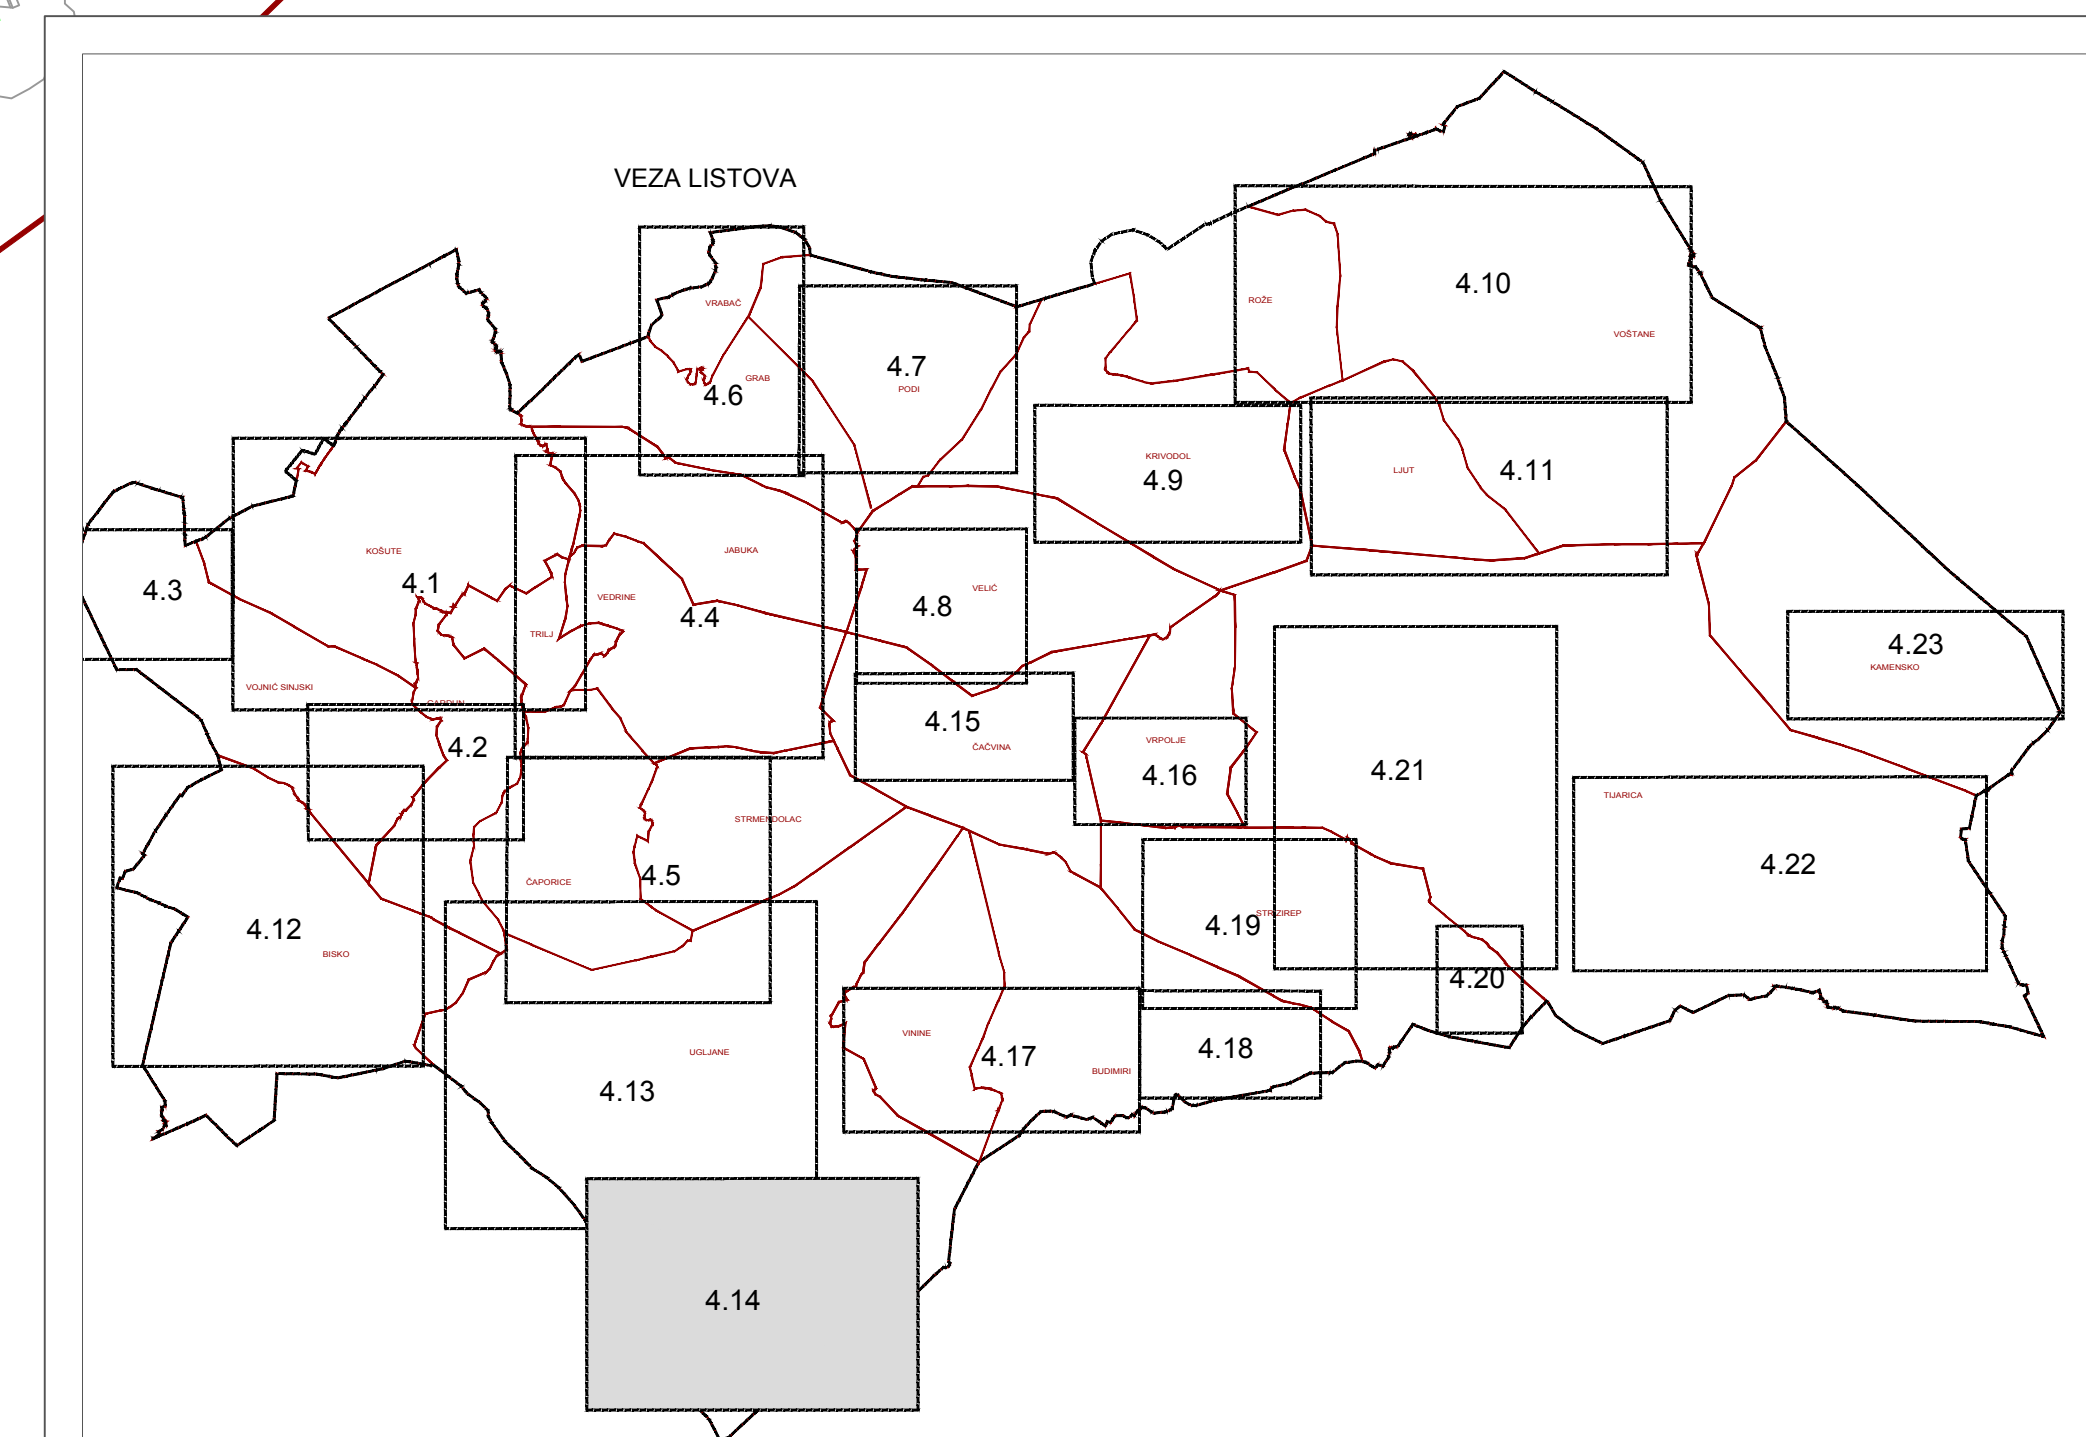 VEZA LISTOVA
4.10
ROŽE
VRABAČ
VOŠTANE
4.7
GRAB
PODI
4.6
KRIVODOL
4.9
LJUT
4.11
KOŠUTE
JABUKA
4.3
4.1
VELIĆ
VEDRINE
4.8
4.4
TRILJ
4.23
KAMENSKO
VOJNIĆ SINJSKI
GARDUN
4.15
4.2
ČAČVINA
VRPOLJE
4.16
4.21
TIJARICA
STRMENDOLAC
4.22
4.5
ČAPORICE
STRIZIREP
4.19
4.12
BISKO
4.20
VININE
4.18
UGLJANE
4.17
BUDIMIRI
4.13
4.14